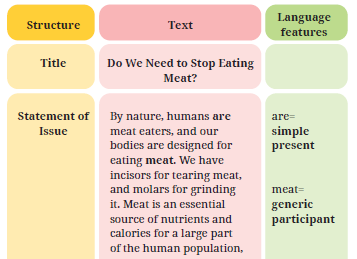 Structure
Text
Language
features
Title
Do We Need to Stop Eating
Meat?
Statement of
Issue
By nature, humans are
meat eaters, and our
bodies are designed for
eating meat. We have
incisors for tearing meat,
and molars for grinding
it. Meat is an essential
source of nutrients and
calories for a large part
of the human population,
are=
simple
present
meat=
generic
participant